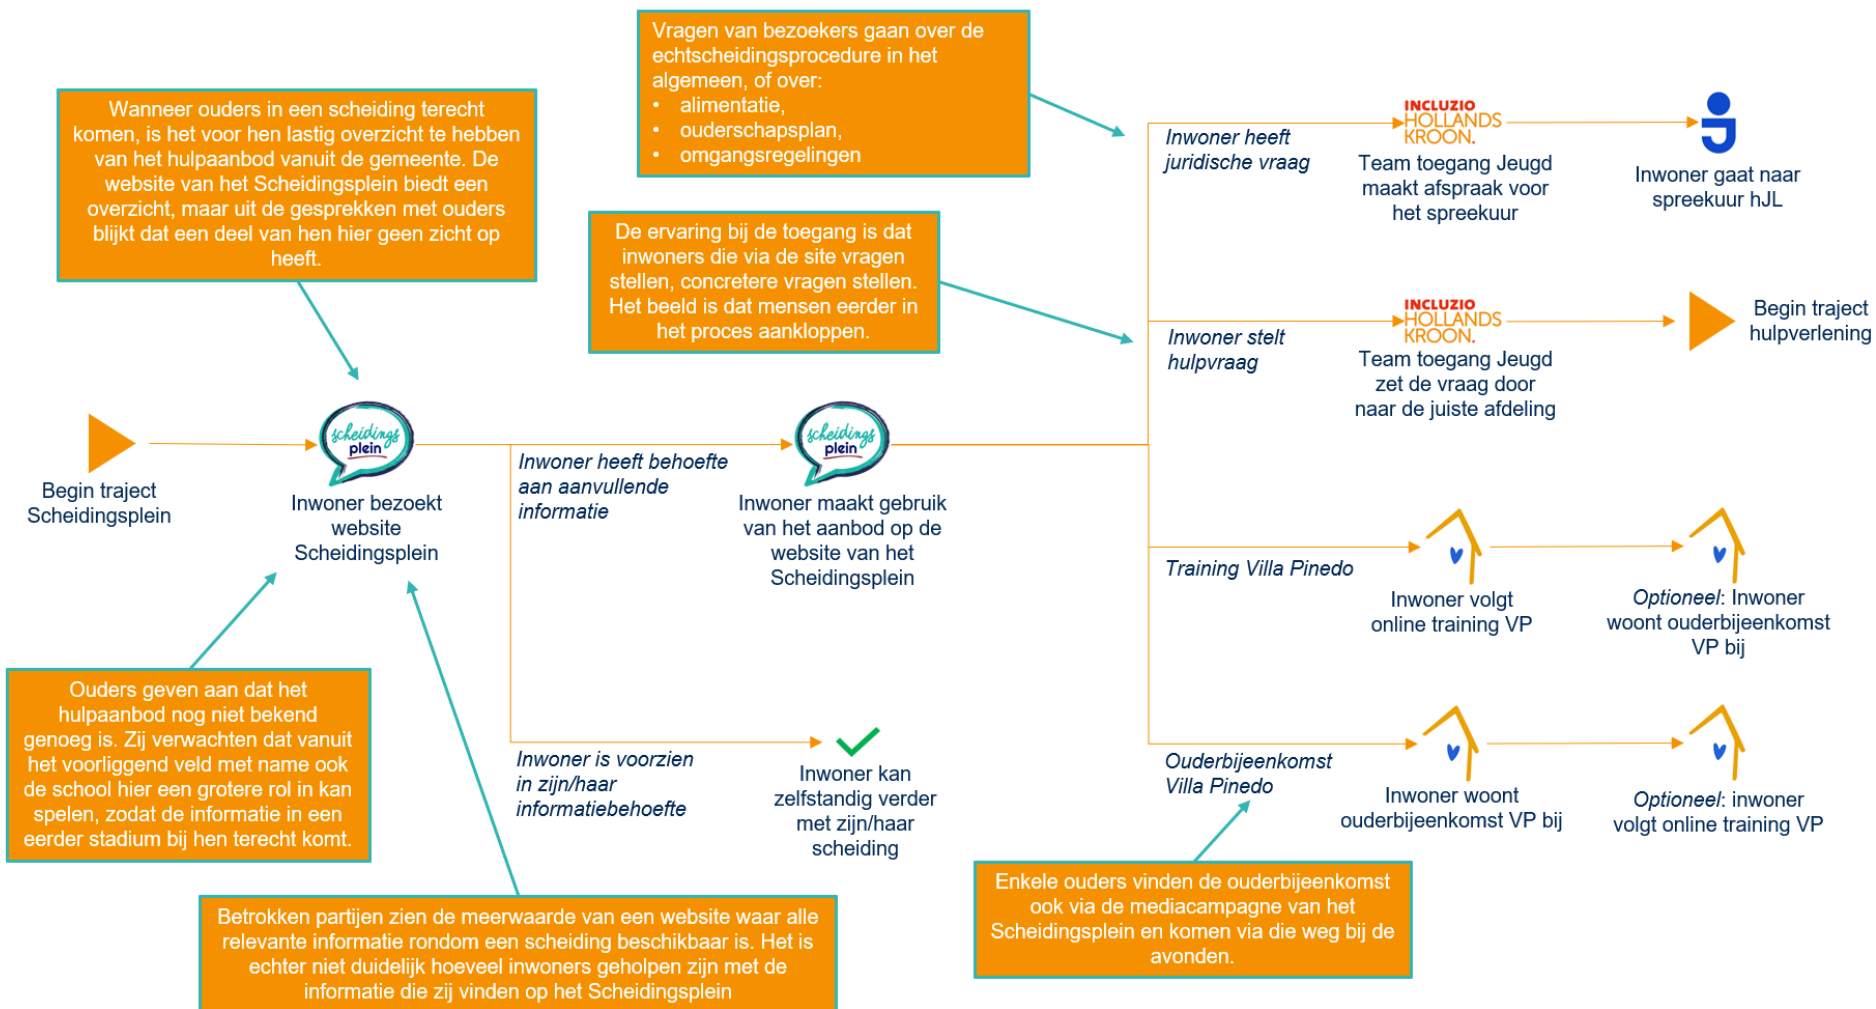 Vragen van bezoekers gaan over de
echtscheidingsprocedure in het
algemeen, of over:
• alimentatie,
• ouderschapsplan,
• omgangsregelingen
Wanneer ouders in een scheiding terecht
komen, is het voor hen lastig overzicht te hebben
van het hulpaanbod vanuit de gemeente. De
website van het Scheidingsplein biedt een
overzicht, maar uit de gesprekken met ouders
blijkt dat een deel van hen hier geen zicht op
heeft.
Inwoner heeft
juridische vraag
INCLUZIO
HOLLANDS
KROON.
Team toegang Jeugd
maakt afspraak voor
het spreekuur
Inwoner gaat naar
spreekuur hJL
De ervaring bij de toegang is dat
inwoners die via de site vragen
stellen, concretere vragen stellen.
Het beeld is dat mensen eerder in
het proces aankloppen.
Inwoner stelt
hulpvraag
INCLUZIO
HOLLANDS
KROON.
Team toegang Jeugd
zet de vraag door
naar de juiste afdeling
Begin traject
hulpverlening
Begin traject
Scheidingsplein
scheidings
plein
Inwoner bezoekt
website
Scheidingsplein
Inwoner heeft behoefte
aan aanvullende
informatie
scheidings
plein
Inwoner maakt gebruik
van het aanbod op de
website van het
Scheidingsplein
Training Villa Pinedo
Inwoner volgt
online training VP
Optioneel: Inwoner
woont ouderbijeenkomst
VP bij
Ouders geven aan dat het
hulpaanbod nog niet bekend
genoeg is. Zij verwachten dat vanuit
het voorliggend veld met name ook
de school hier een grotere rol in kan
spelen, zodat de informatie in een
eerder stadium bij hen terecht komt.
Inwoner is voorzien
in zijn/haar
informatiebehoefte
Inwoner kan
zelfstandig verder
met zijn/haar
scheiding
Ouderbijeenkomst
Villa Pinedo
Inwoner woont
ouderbijeenkomst VP bij
Optioneel: inwoner
volgt online training VP
Betrokken partijen zien de meerwaarde van een website waar alle
relevante informatie rondom een scheiding beschikbaar is. Het is
echter niet duidelijk hoeveel inwoners geholpen zijn met de
informatie die zij vinden op het Scheidingsplein
Enkele ouders vinden de ouderbijeenkomst
ook via de mediacampagne van het
Scheidingsplein en komen via die weg bij de
avonden.